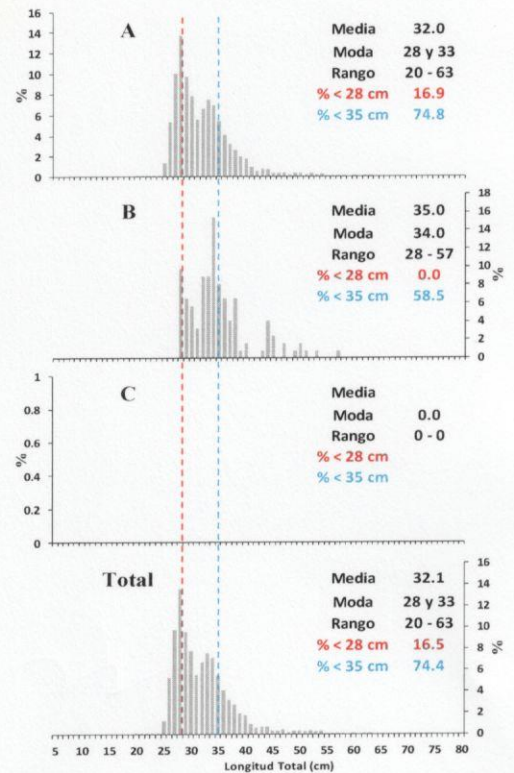 A
Media 32.0
Moda 28 y 33
Rango 20 - 63
% < 28 cm 16.9
% < 35 cm 74.8
%
16
14
12
10
8
6
4
2
0
B
Media 35.0
Moda 34.0
Rango 28 - 57
% < 28 cm 0.0
% < 35 cm 58.5
%
18
16
14
12
10
8
6
4
2
0
C
Media
Moda 0.0
Rango 0 - 0
% < 28 cm
% < 35 cm
%
1
0.8
0.6
0.4
0.2
0
Total
Media 32.1
Moda 28 y 33
Rango 20 - 63
% < 28 cm 16.5
% < 35 cm 74.4
%
16
14
12
10
8
6
4
2
0
5 10 15 20 25 30 35 40 45 50 55 60 65 70 75 80
Longitud Total (cm)